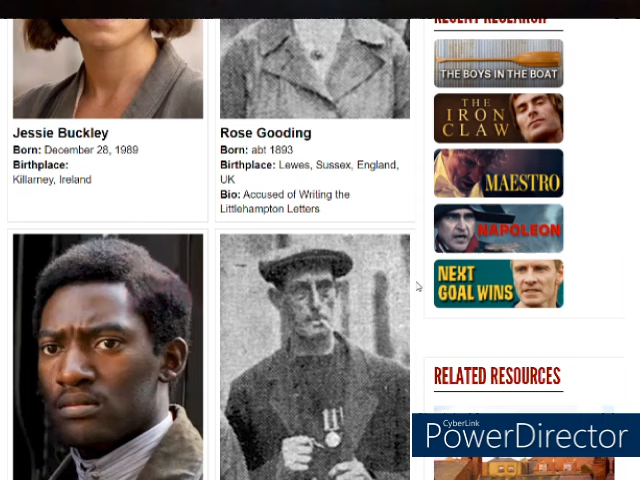 RECENT RESEARCH
Jessie Buckley
Born: December 28, 1989
Birthplace:
Killarney, Ireland
Rose Gooding
Born: abt 1893
Birthplace: Lewes, Sussex, England,
UK
Bio: Accused of Writing the
Littlehampton Letters
THE BOYS IN THE BOAT
THE
IRON
CLAW
MAESTRO
NAPOLEON
NEXT
GOAL WINS
RELATED RESOURCES
CyberLink
PowerDirector